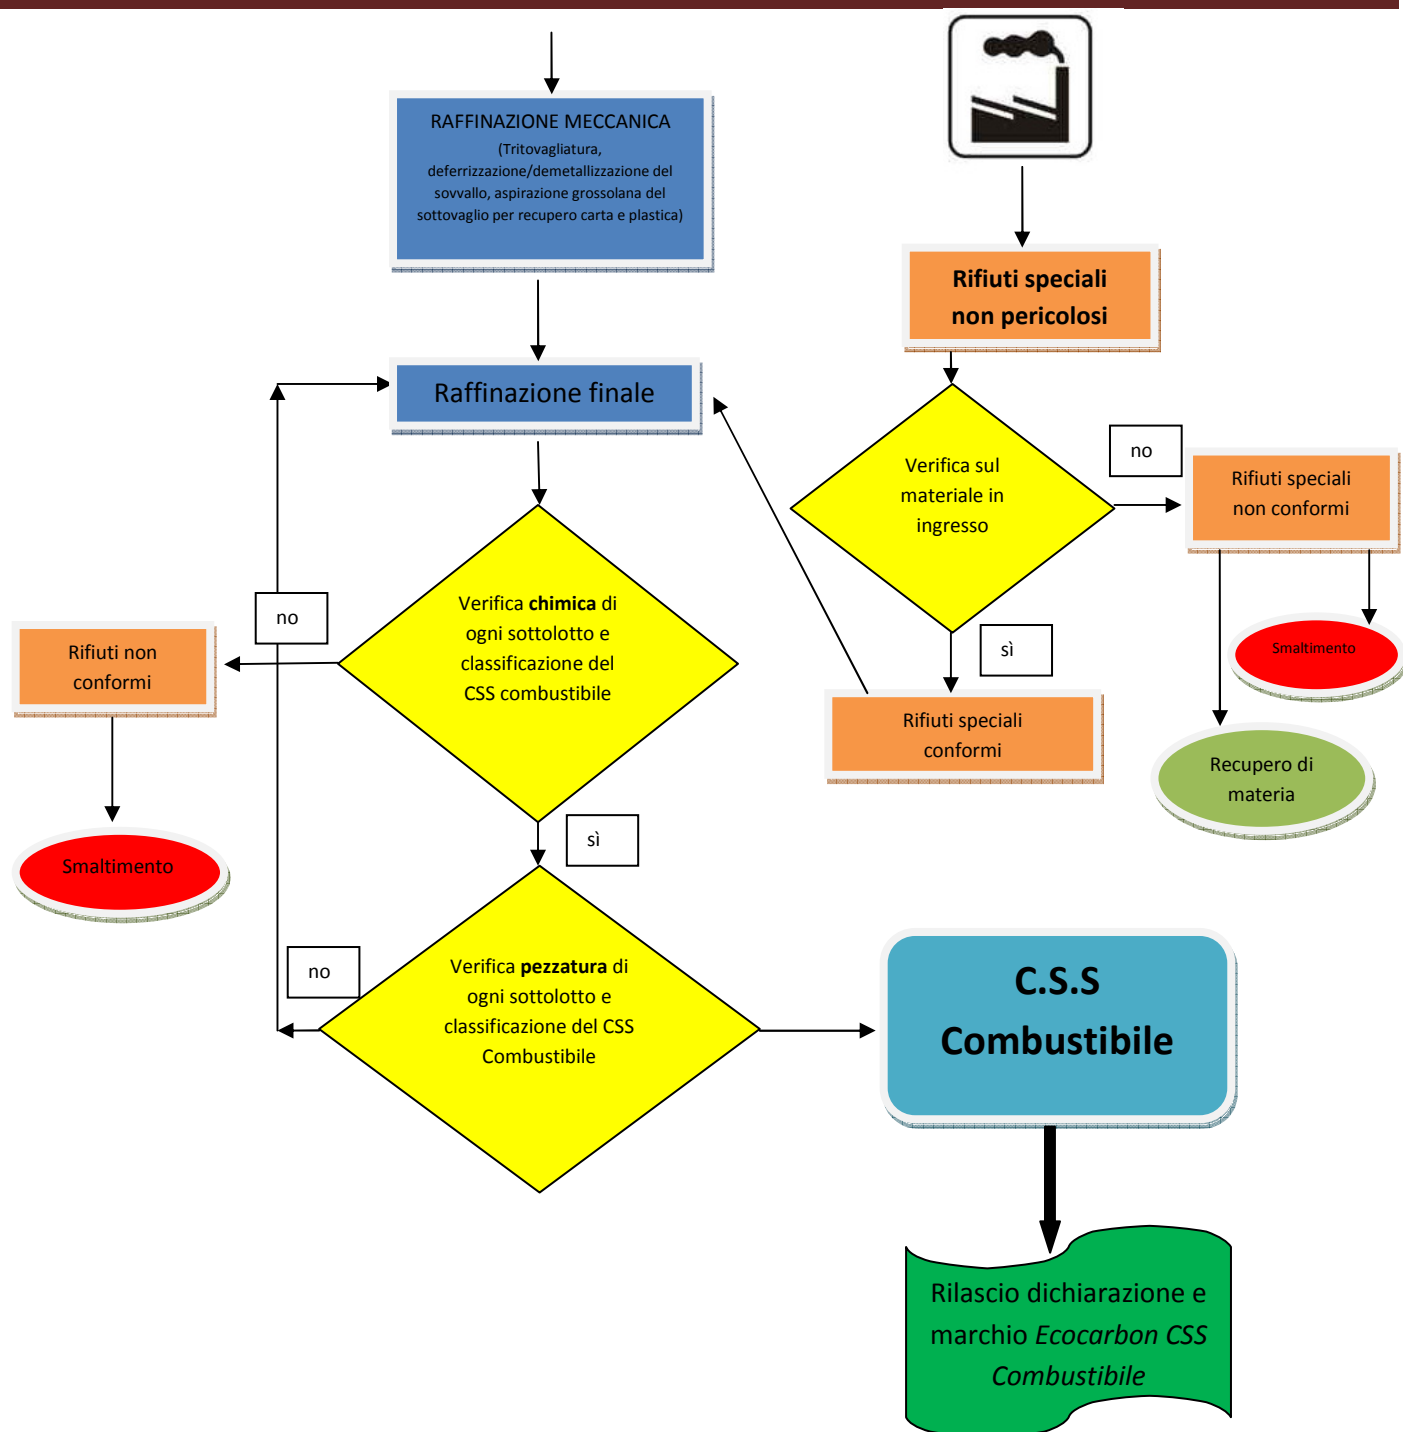 RAFFINAZIONE MECCANICA
(Tritovagliatura,
deferrizzazione/demetallizzazione del
sovvallo, aspirazione grossolana del
sottovaglio per recupero carta e plastica)
Rifiuti speciali
non pericolosi
Raffinazione finale
Verifica sul
materiale in
ingresso
no
Rifiuti speciali
non conformi
Verifica chimica di
ogni sottolotto e
classificazione del
CSS combustibile
no
Rifiuti non
conformi
sì
Smaltimento
Rifiuti speciali
conformi
Recupero di
materia
sì
Smaltimento
Verifica pezzatura di
ogni sottolotto e
classificazione del CSS
Combustibile
no
C.S.S
Combustibile
Rilascio dichiarazione e
marchio Ecocarbon CSS
Combustibile